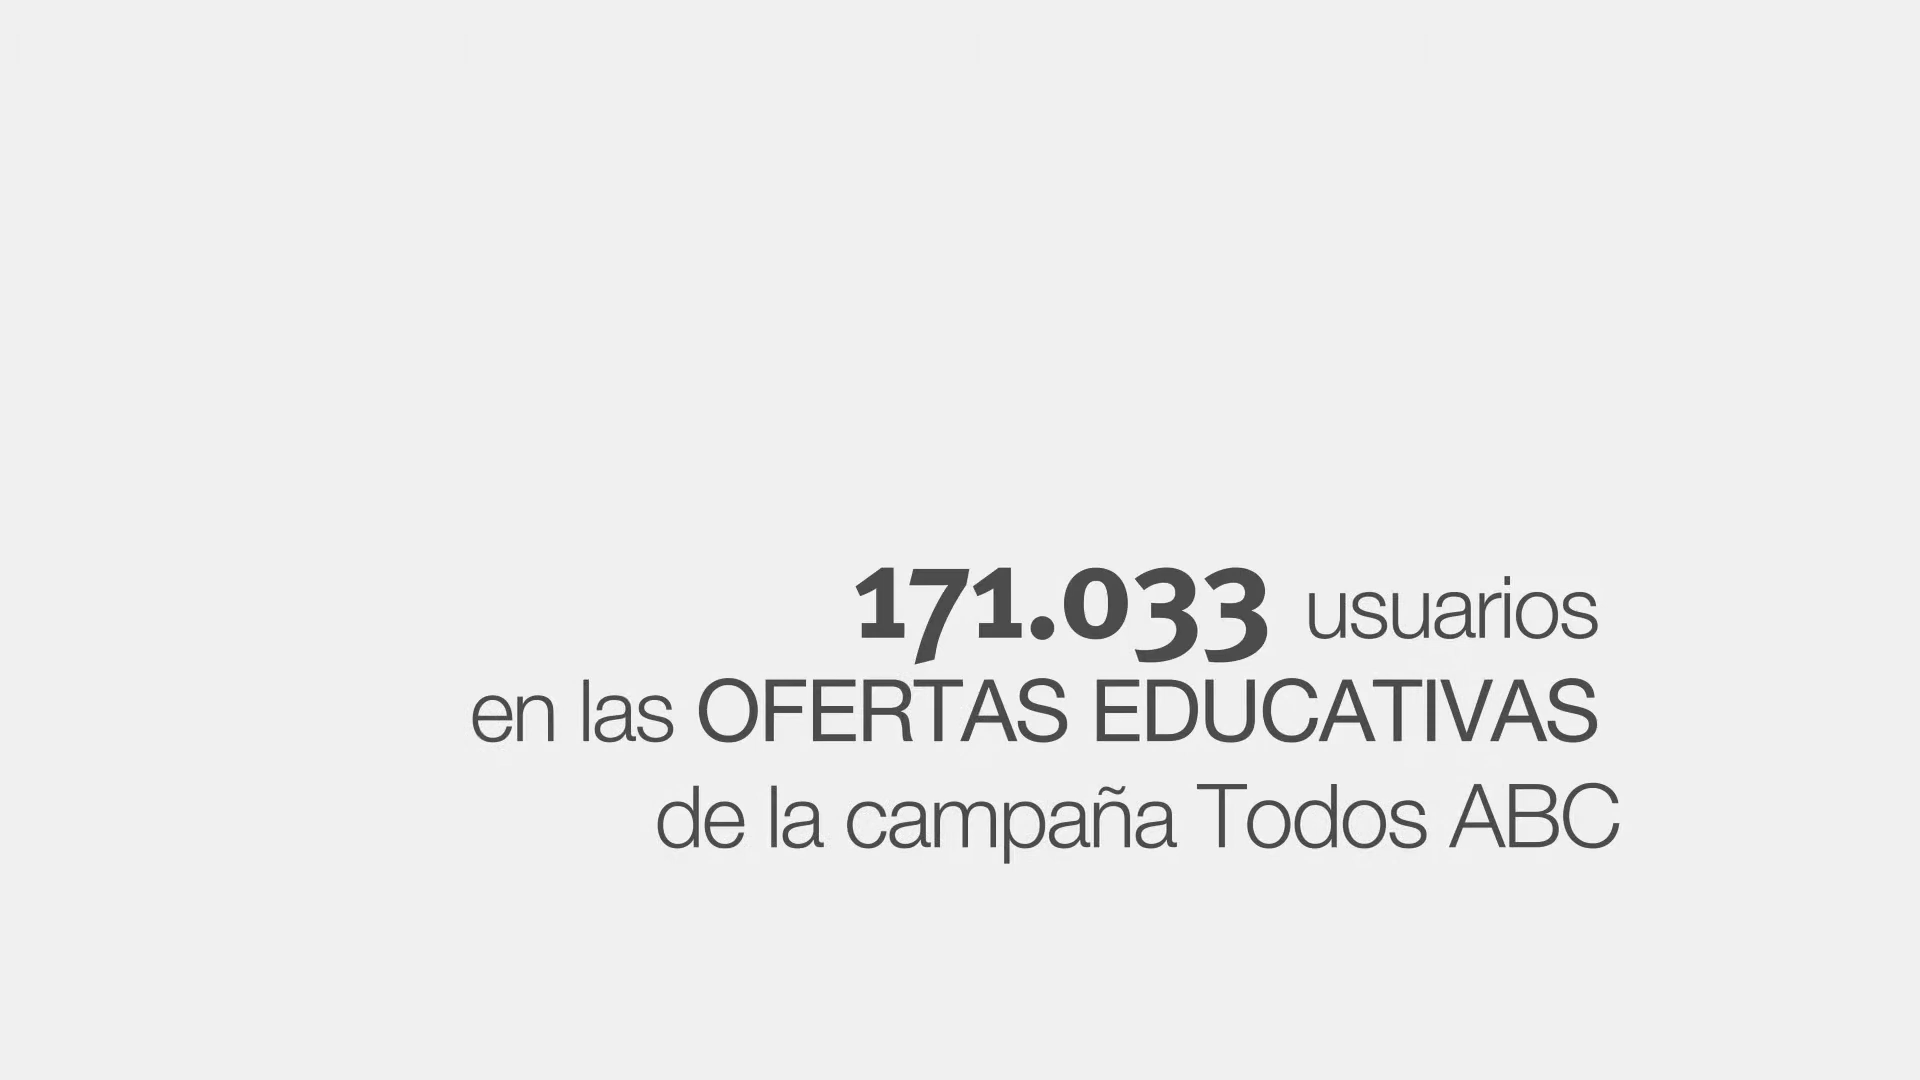 171.033 usuarios
en las OFERTAS EDUCATIVAS
de la campaña Todos ABC